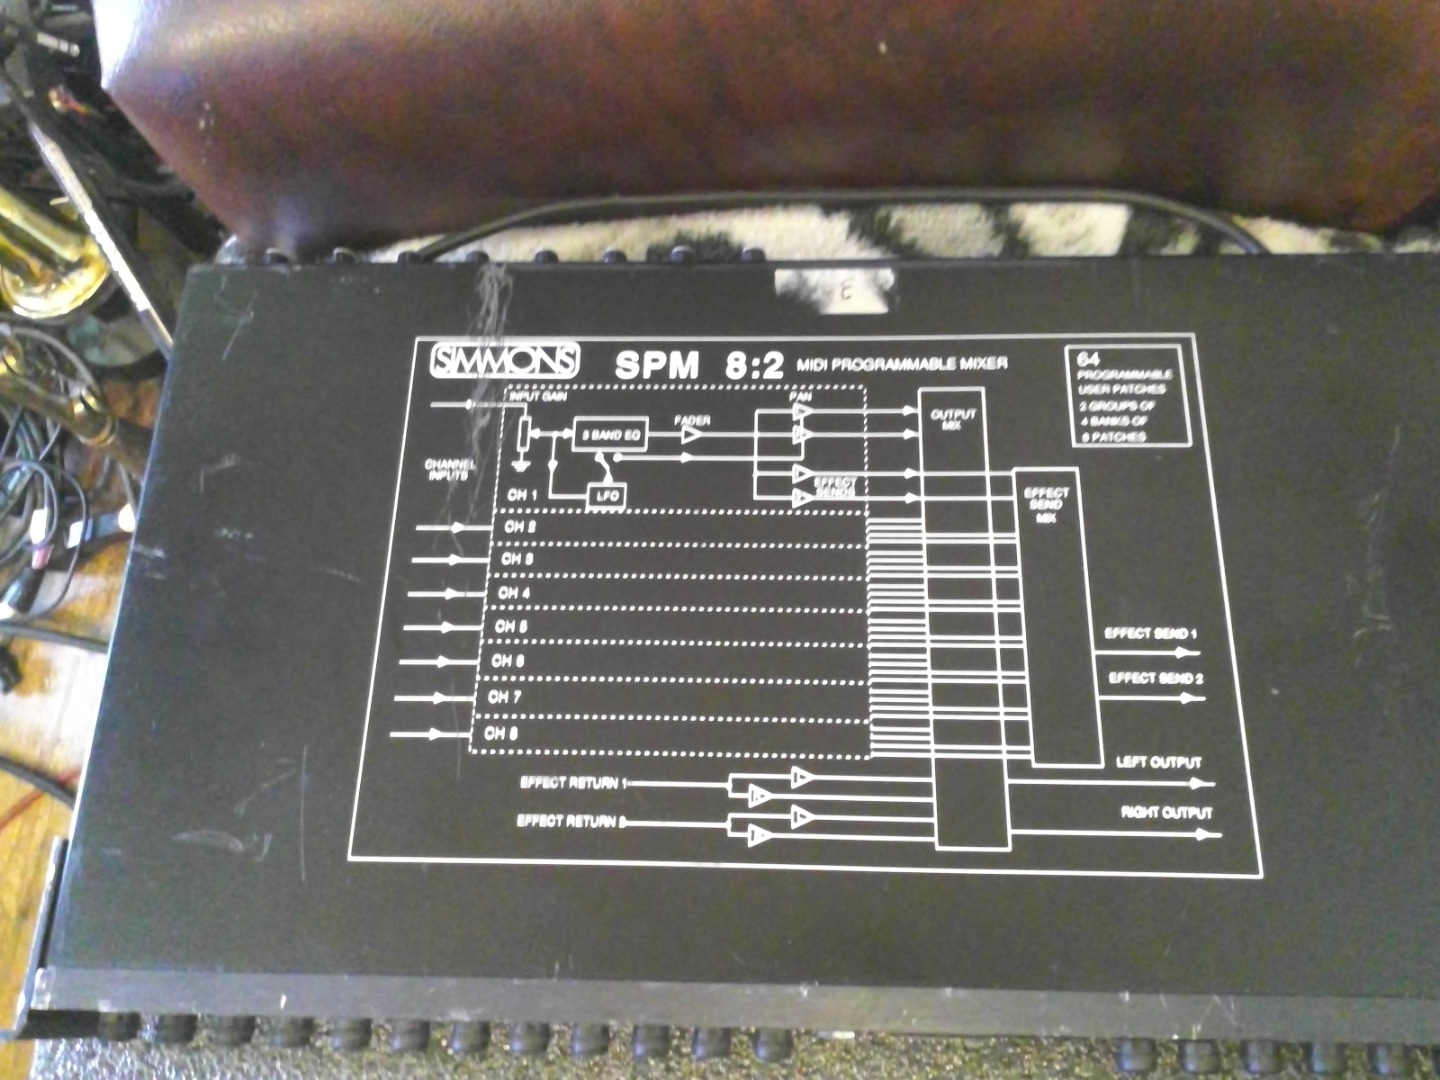 SIMMONS SPM 8:2 MIDI PROGRAMMABLE MIXER
64
PROGRAMMABLE
USER PATCHES
2 GROUPS OF
4 BANKS OF
8 PATCHES
INPUT GAIN
PAN
OUTPUT
MIX
FADER
3 BAND EQ
CHANNEL
INPUTS
EFFECT
SENDS
LFO
CH 1
EFFECT
SEND
MIX
CH 2
CH 3
CH 4
CH 5
CH 6
CH 7
CH 8
EFFECT SEND 1
EFFECT SEND 2
LEFT OUTPUT
RIGHT OUTPUT
EFFECT RETURN 1
EFFECT RETURN 2